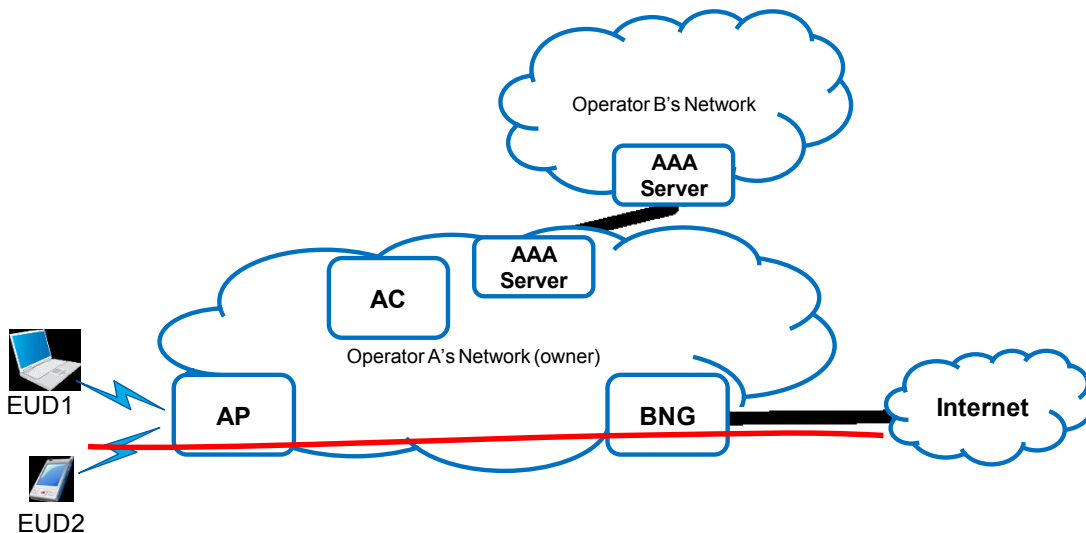 Operator B's Network
AAA
Server
AAA
Server
AC
Operator A's Network (owner)
EUD1
AP
BNG
Internet
EUD2